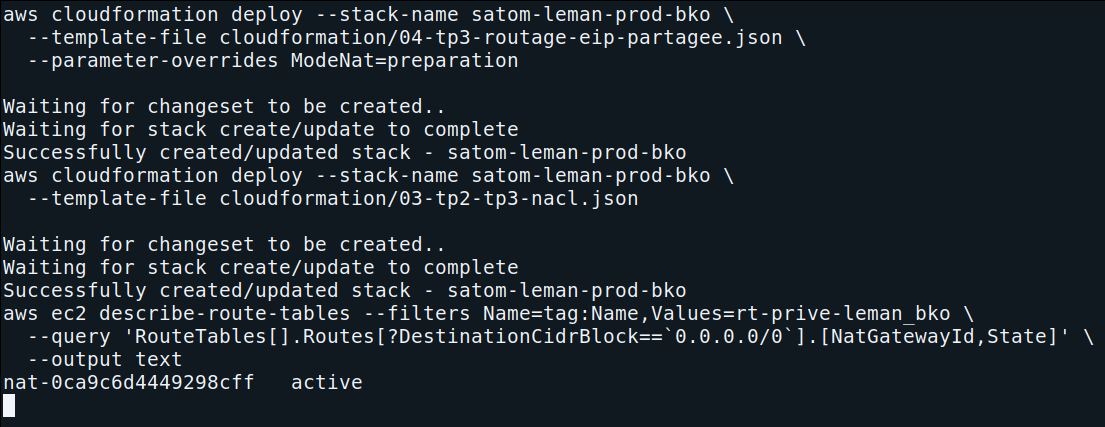 aws cloudformation deploy --stack-name satom-leman-prod-bko \
  --template-file cloudformation/04-tp3-routage-eip-partagee.json \
  --parameter-overrides ModeNat=preparation

Waiting for changeset to be created..
Waiting for stack create/update to complete
Successfully created/updated stack - satom-leman-prod-bko
aws cloudformation deploy --stack-name satom-leman-prod-bko \
  --template-file cloudformation/03-tp2-tp3-nacl.json

Waiting for changeset to be created..
Waiting for stack create/update to complete
Successfully created/updated stack - satom-leman-prod-bko
aws ec2 describe-route-tables --filters Name=tag:Name,Values=rt-prive-leman_bko \
  --query 'RouteTables[].Routes[?DestinationCidrBlock==`0.0.0.0/0`].[NatGatewayId,State]' \
  --output text
nat-0ca9c6d4449298cff   active